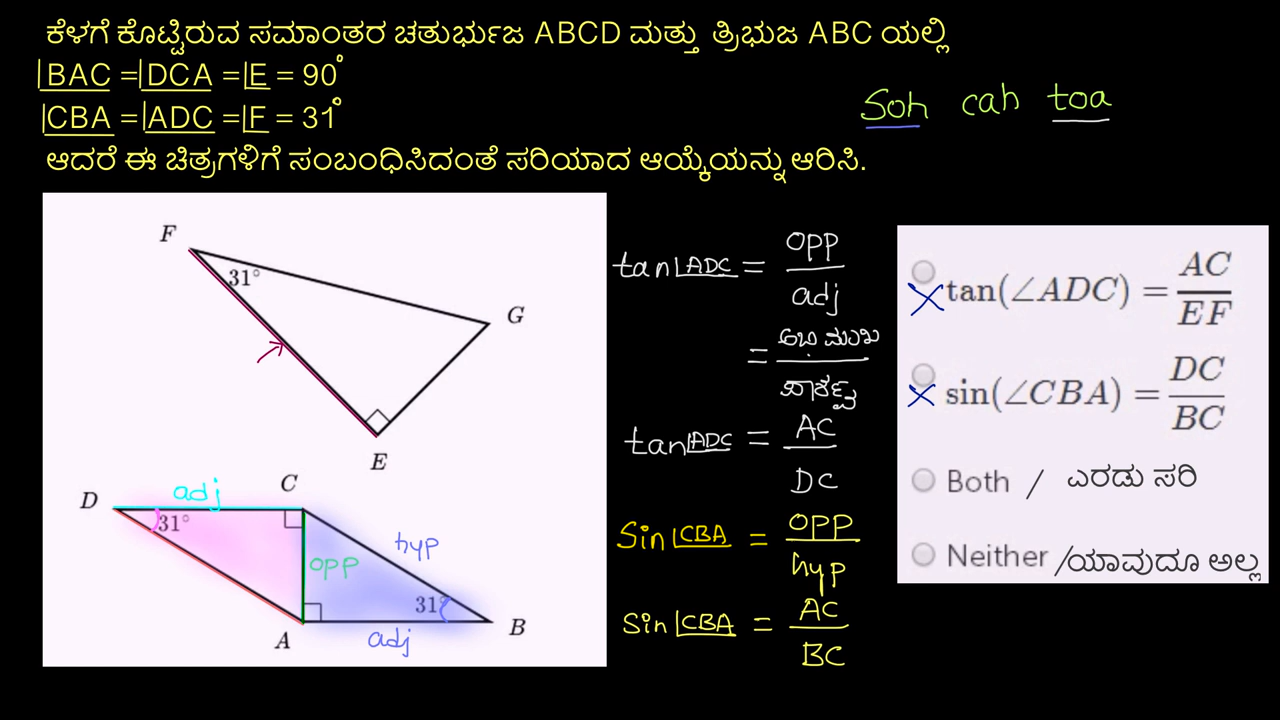 ಕೆಳಗೆ ಕೊಟ್ಟಿರುವ ಸಮಾಂತರ ಚತುರ್ಭುಜ ABCD ಮತ್ತು ತ್ರಿಭುಜ ABC ಯಲ್ಲಿ
∠BAC =∠DCA =∠E = 90°
∠CBA =∠ADC =∠F = 31°
ಆದರೆ ಈ ಚಿತ್ರಗಳಿಗೆ ಸಂಬಂಧಿಸಿದಂತೆ ಸರಿಯಾದ ಆಯ್ಕೆಯನ್ನು ಆರಿಸಿ.
Soh cah toa
F
31°
G
E
D
adj
C
31°
hyp
opp
31°
A
adj
B
tan∠ADC = opp/adj
= ಅಭಿಮುಖ/ಪಾರ್ಶ್ವ
tan∠ADC = AC/DC
Sin∠CBA = opp/hyp
Sin∠CBA = AC/BC
tan(∠ADC) = AC/EF
sin(∠CBA) = DC/BC
Both / ಎರಡು ಸರಿ
Neither /ಯಾವುದೂ ಅಲ್ಲ